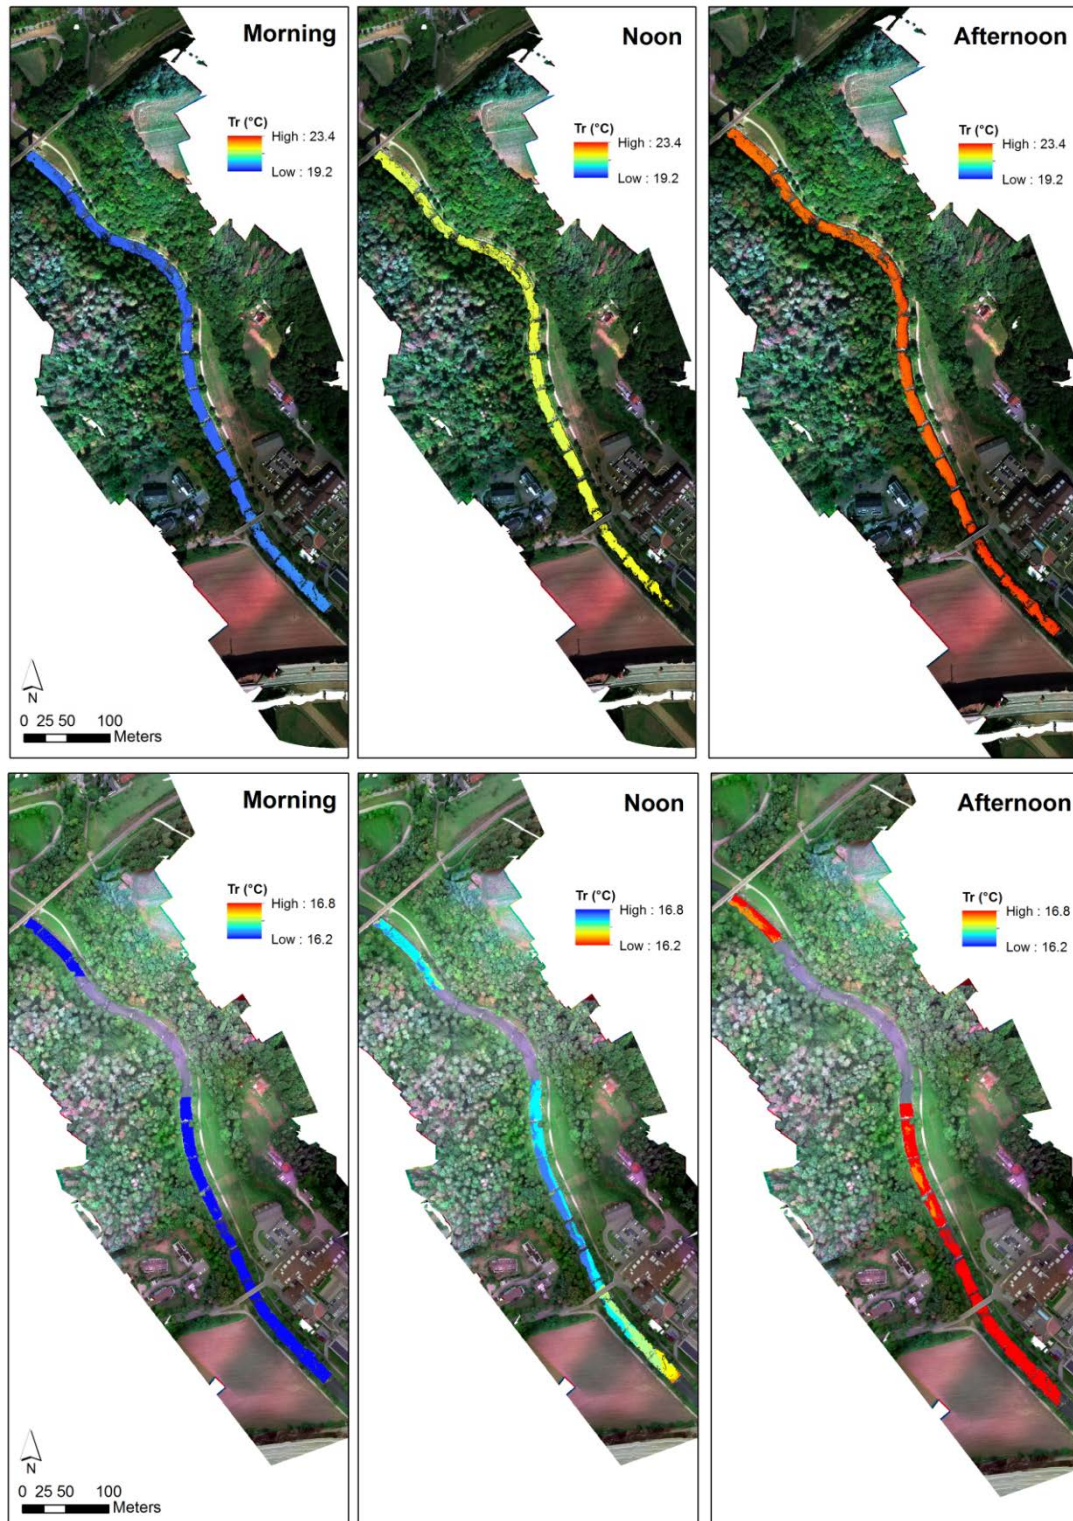 Morning
Tr (°C)
High : 23.4
Low : 19.2
N
0 25 50 100
Meters
Noon
Tr (°C)
High : 23.4
Low : 19.2
Afternoon
Tr (°C)
High : 23.4
Low : 19.2
Morning
Tr (°C)
High : 16.8
Low : 16.2
N
0 25 50 100
Meters
Noon
Tr (°C)
High : 16.8
Low : 16.2
Afternoon
Tr (°C)
High : 16.8
Low : 16.2